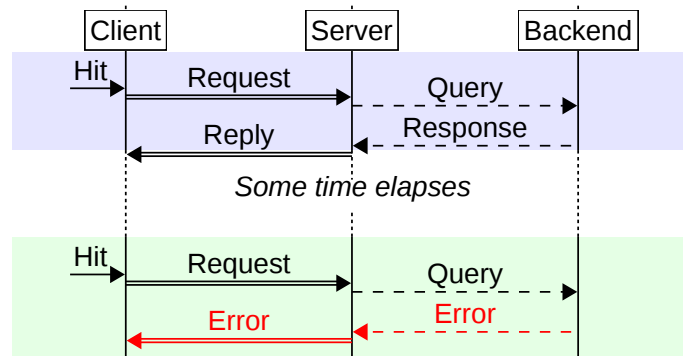 Client Server Backend
Hit
Request
Query
Response
Reply
Some time elapses
Hit
Request
Query
Error
Error